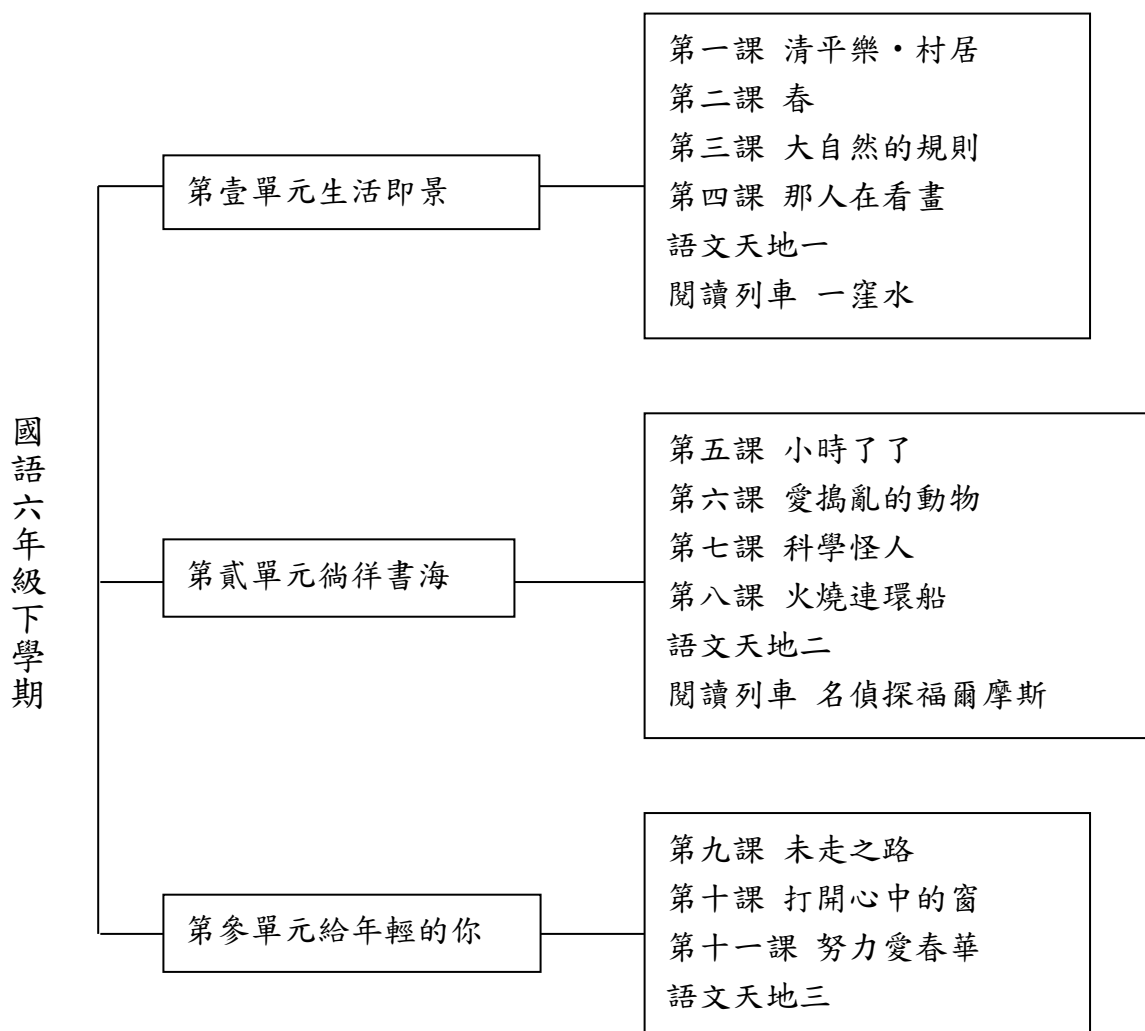 國語六年級下學期
第壹單元生活即景
第一課 清平樂・村居
第二課 春
第三課 大自然的規則
第四課 那人在看畫
語文天地一
閱讀列車 一窪水
第貳單元徜徉書海
第五課 小時了了
第六課 愛搗亂的動物
第七課 科學怪人
第八課 火燒連環船
語文天地二
閱讀列車 名偵探福爾摩斯
第參單元給年輕的你
第九課 未走之路
第十課 打開心中的窗
第十一課 努力愛春華
語文天地三